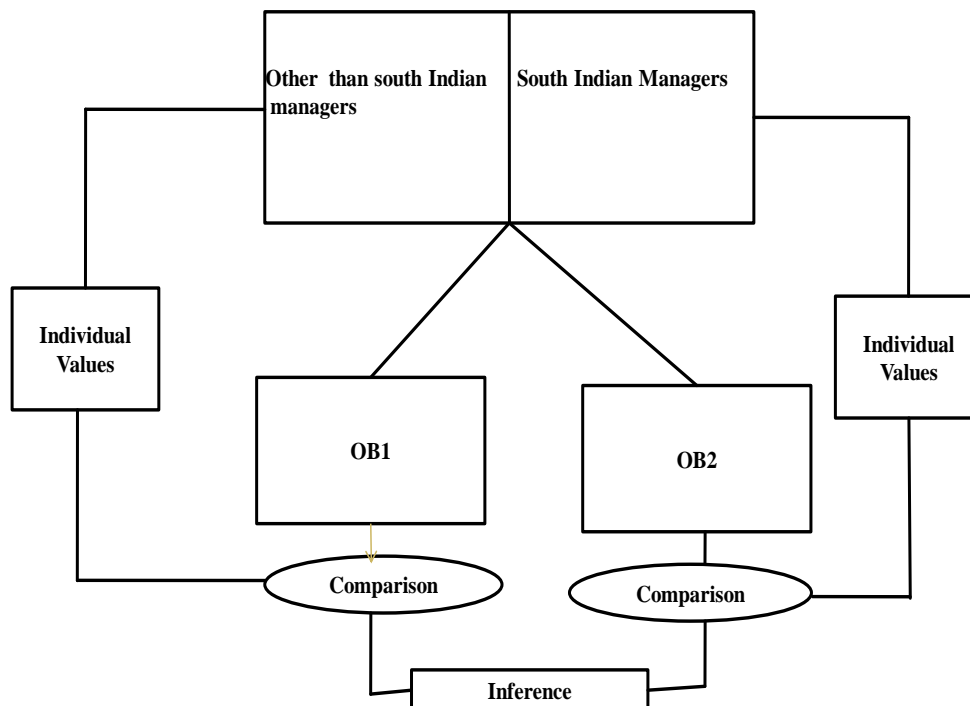 Other than south Indian
managers
South Indian Managers
Individual
Values
Individual
Values
OB1
OB2
Comparison
Comparison
Inference